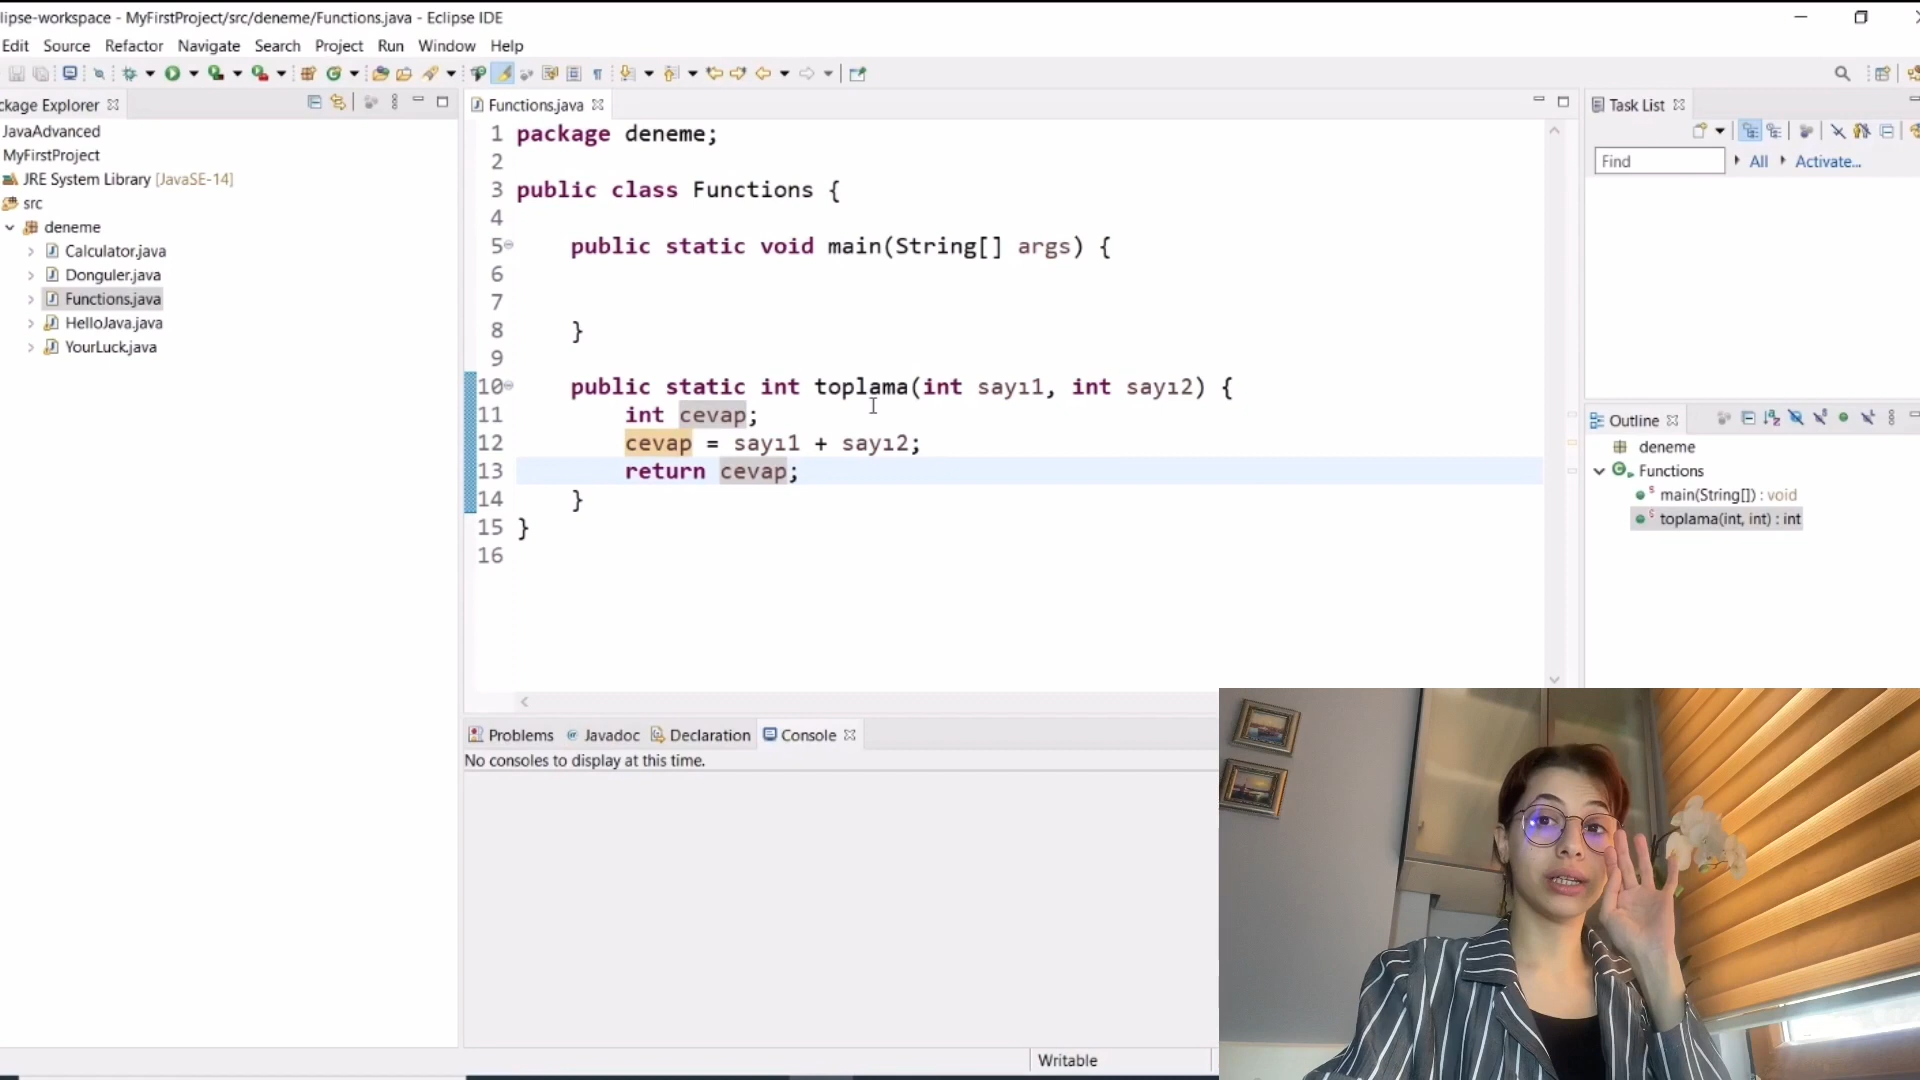 lipse-workspace - MyFirstProject/src/deneme/Functions.java - Eclipse IDE
Edit Source Refactor Navigate Search Project Run Window Help
ckage Explorer
JavaAdvanced
MyFirstProject
JRE System Library [JavaSE-14]
src
deneme
Calculator.java
Donguler.java
Functions.java
HelloJava.java
YourLuck.java
Functions.java
1 package deneme;
2
3 public class Functions {
4
5 public static void main(String[] args) {
6
7
8 }
9
10 public static int toplama(int sayı1, int sayı2) {
11 int cevap;
12 cevap = sayı1 + sayı2;
13 return cevap;
14 }
15 }
16
Problems Javadoc Declaration Console
No consoles to display at this time.
Writable
Task List
Find All Activate...
Outline
deneme
Functions
main(String[]) : void
toplama(int, int) : int